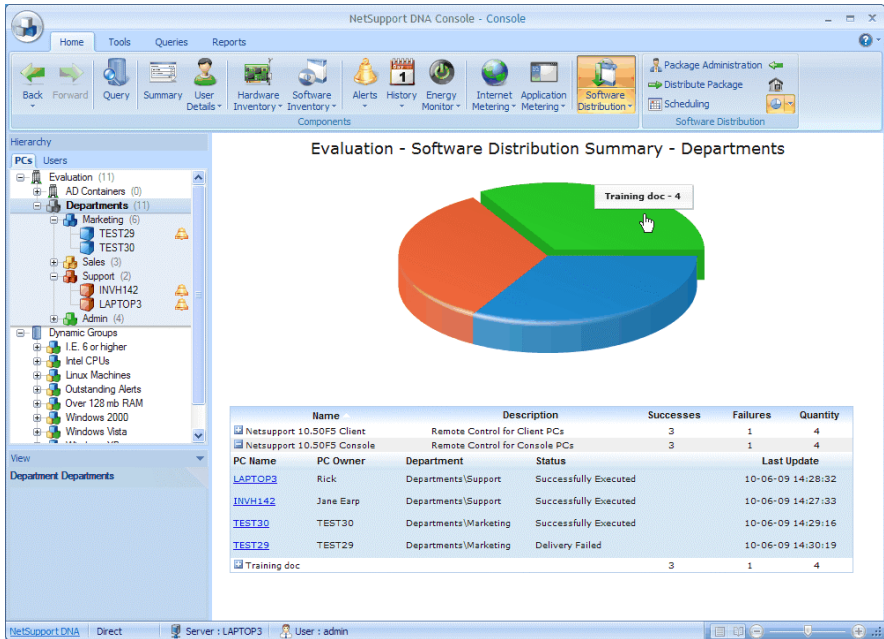 NetSupport DNA Console - Console
Home Tools Queries Reports
Back Forward Query Summary User Details Hardware Inventory Software Inventory Alerts History Energy Monitor Internet Metering Application Metering Software Distribution
Package Administration
Distribute Package
Scheduling
Components Software Distribution
Hierarchy
PCs Users
Evaluation (11)
AD Containers (0)
Departments (11)
Marketing (6)
TEST29
TEST30
Sales (3)
Support (2)
INVH142
LAPTOP3
Admin (4)
Dynamic Groups
I.E. 6 or higher
Intel CPUs
Linux Machines
Outstanding Alerts
Over 128 mb RAM
Windows 2000
Windows Vista
View
Department Departments
Evaluation - Software Distribution Summary - Departments
Training doc - 4
Name Description Successes Failures Quantity
Netsupport 10.50F5 Client Remote Control for Client PCs 3 1 4
Netsupport 10.50F5 Console Remote Control for Console PCs 3 1 4
PC Name PC Owner Department Status Last Update
LAPTOP3 Rick Departments\Support Successfully Executed 10-06-09 14:28:32
INVH142 Jane Earp Departments\Support Successfully Executed 10-06-09 14:27:33
TEST30 TEST30 Departments\Marketing Successfully Executed 10-06-09 14:29:16
TEST29 TEST29 Departments\Marketing Delivery Failed 10-06-09 14:30:19
Training doc 3 1 4
NetSupport DNA Direct Server : LAPTOP3 User : admin